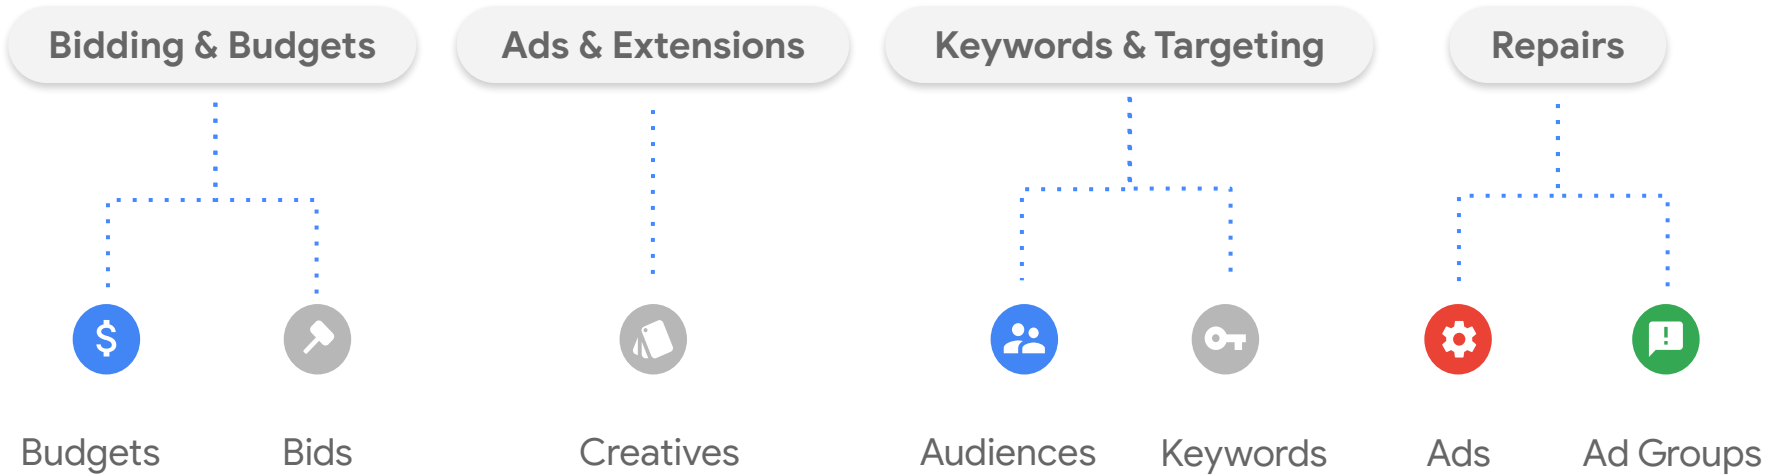 Bidding & Budgets
Ads & Extensions
Keywords & Targeting
Repairs
$
Budgets
Bids
Creatives
Audiences
Keywords
Ads
Ad Groups